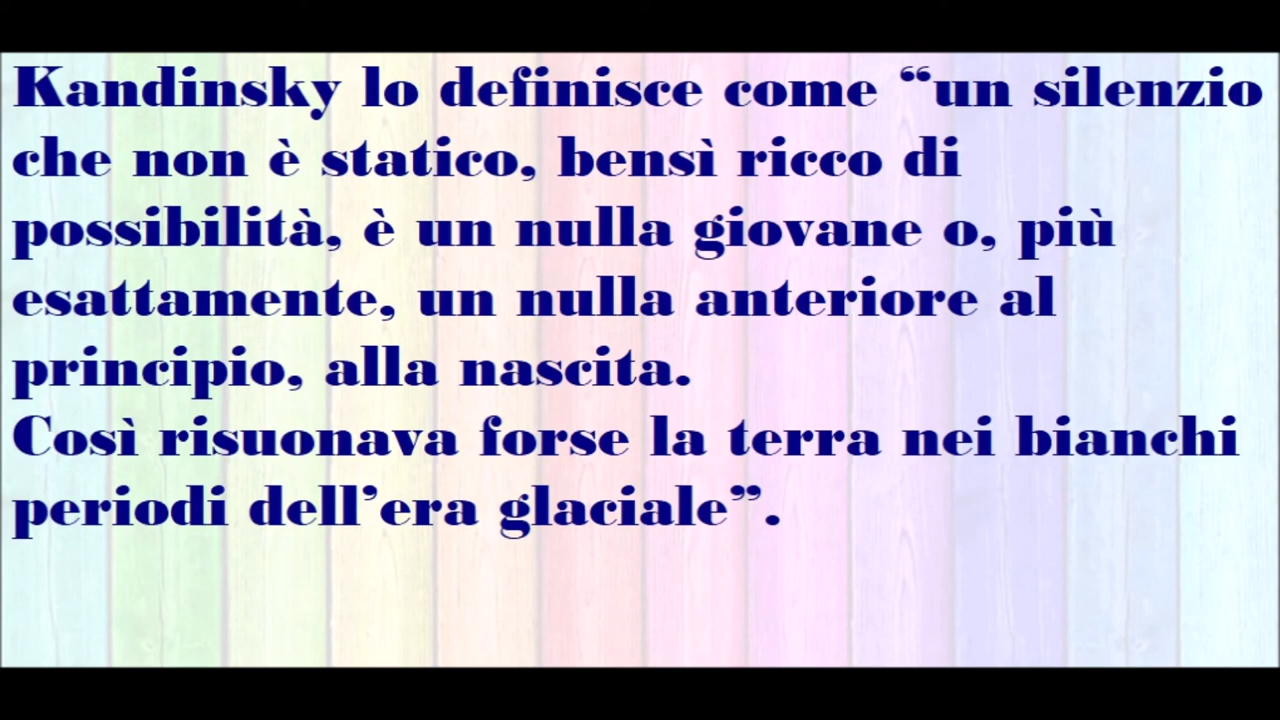 Kandinsky lo definisce come “un silenzio
che non è statico, bensì ricco di
possibilità, è un nulla giovane o, più
esattamente, un nulla anteriore al
principio, alla nascita.
Così risuonava forse la terra nei bianchi
periodi dell’era glaciale”.